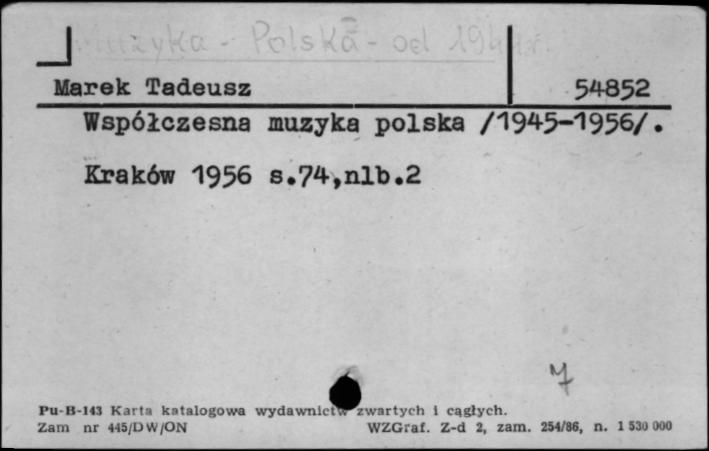 muzyka - Polska - od
Marek Tadeusz 54852
Współczesna muzyka polska /1945-1956/.
Kraków 1956 s.74,nlb.2
7
Pu-B-143 Karta katalogowa wydawnictw zwartych i ciągłych.
Zam nr 445/DW/ON WZGraf. Z-d 2, zam. 254/86, n. 1 530 000